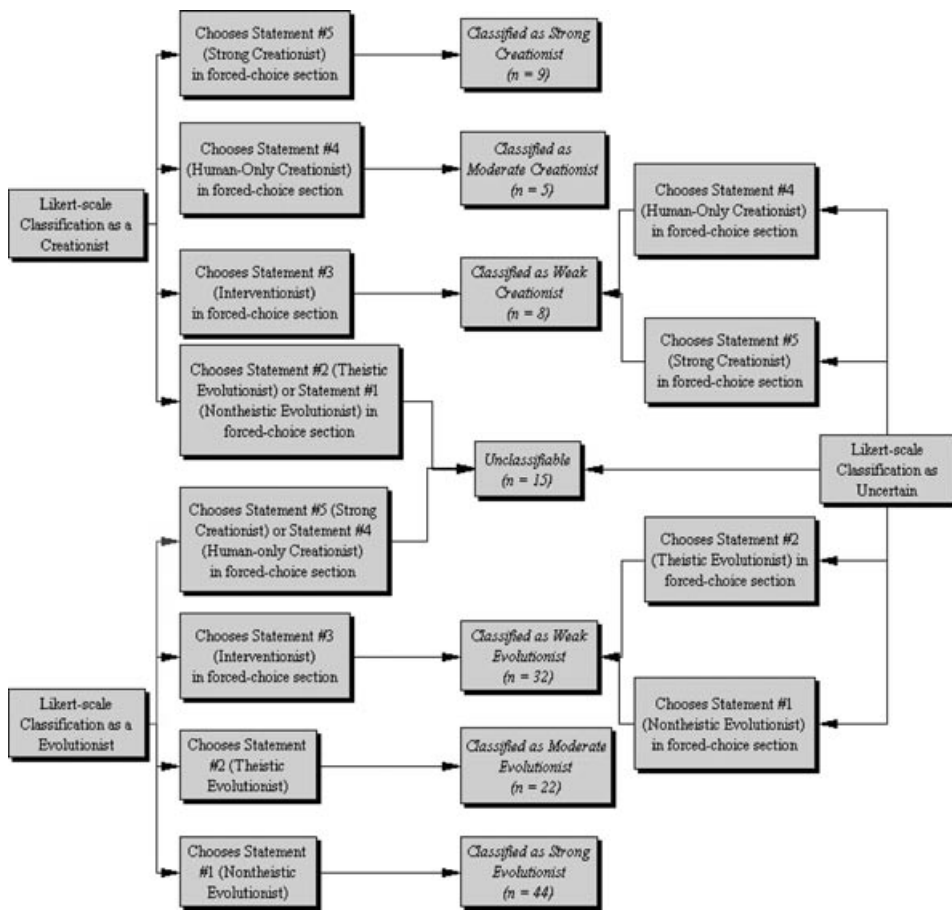 Chooses Statement #5
(Strong Creationist)
in forced-choice section
Classified as Strong
Creationist
(n = 9)
Chooses Statement #4
(Human-Only Creationist)
in forced-choice section
Classified as
Moderate Creationist
(n = 5)
Chooses Statement #4
(Human-Only Creationist)
in forced-choice section
Likert-scale
Classification as a
Creationist
Chooses Statement #3
(Interventionist)
in forced-choice section
Classified as Weak
Creationist
(n = 8)
Chooses Statement #5
(Strong Creationist)
in forced-choice section
Chooses Statement #2 (Theistic
Evolutionist) or Statement #1
(Nontheistic Evolutionist) in
forced-choice section
Unclassifiable
(n = 15)
Likert-scale
Classification as
Uncertain
Chooses Statement #5 (Strong
Creationist) or Statement #4
(Human-only Creationist)
in forced-choice section
Chooses Statement #2
(Theistic Evolutionist) in
forced-choice section
Chooses Statement #3
(Interventionist)
in forced-choice section
Classified as Weak
Evolutionist
(n = 32)
Likert-scale
Classification as a
Evolutionist
Chooses Statement #1
(Nontheistic Evolutionist)
in forced-choice section
Chooses Statement
#2 (Theistic
Evolutionist)
Classified as Moderate
Evolutionist
(n = 22)
Chooses Statement
#1 (Nontheistic
Evolutionist)
Classified as Strong
Evolutionist
(n = 44)